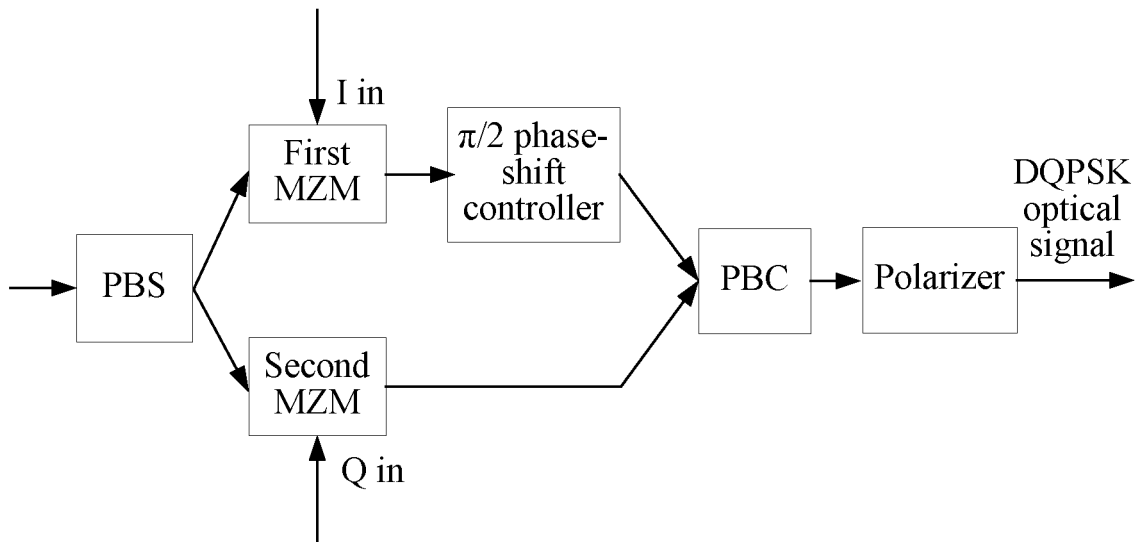 I in
First
MZM
π/2 phase-
shift
controller
DQPSK
optical
signal
PBS
PBC
Polarizer
Second
MZM
Q in